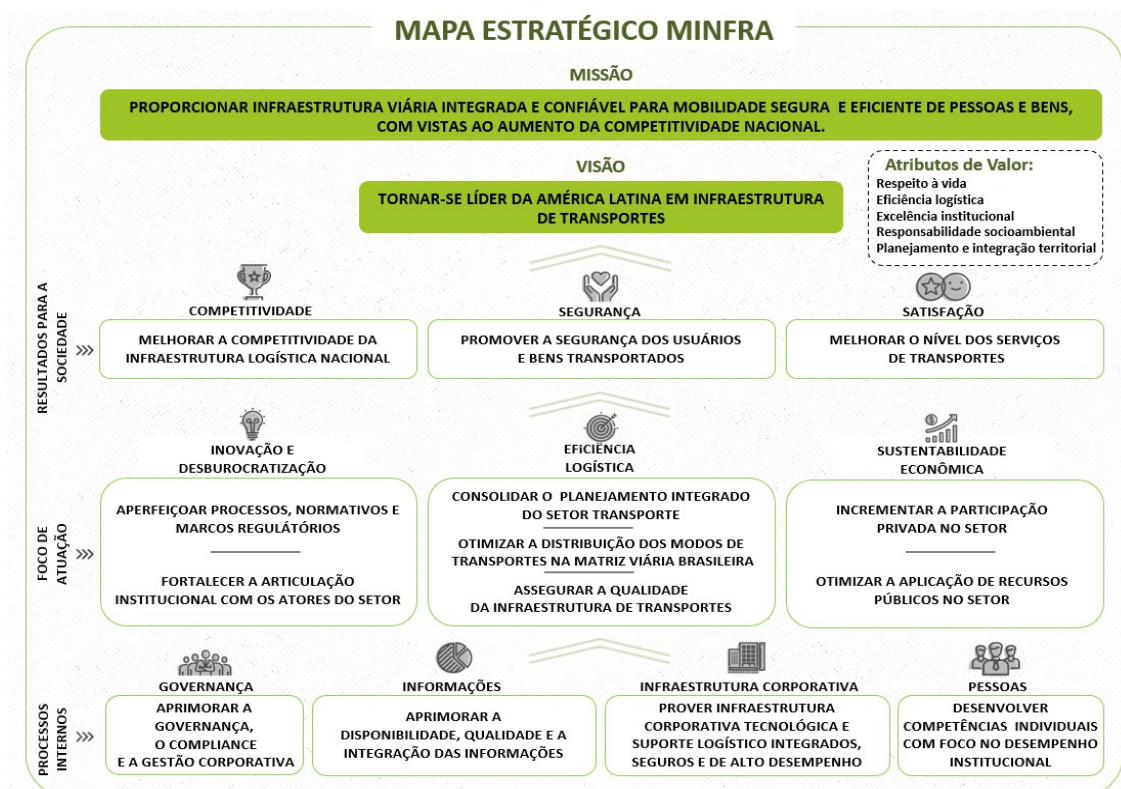 MAPA ESTRATÉGICO MINFRA
MISSÃO
PROPORCIONAR INFRAESTRUTURA VIÁRIA INTEGRADA E CONFIÁVEL PARA MOBILIDADE SEGURA E EFICIENTE DE PESSOAS E BENS,
COM VISTAS AO AUMENTO DA COMPETITIVIDADE NACIONAL.
VISÃO
TORNAR-SE LÍDER DA AMÉRICA LATINA EM INFRAESTRUTURA
DE TRANSPORTES
Atributos de Valor:
Respeito à vida
Eficiência logística
Excelência institucional
Responsabilidade socioambiental
Planejamento e integração territorial
RESULTADOS PARA A
SOCIEDADE
COMPETITIVIDADE
MELHORAR A COMPETITIVIDADE DA
INFRAESTRUTURA LOGÍSTICA NACIONAL
SEGURANÇA
PROMOVER A SEGURANÇA DOS USUÁRIOS
E BENS TRANSPORTADOS
SATISFAÇÃO
MELHORAR O NÍVEL DOS SERVIÇOS
DE TRANSPORTES
FOCO DE
ATUAÇÃO
INOVAÇÃO E
DESBUROCRATIZAÇÃO
APERFEIÇOAR PROCESSOS, NORMATIVOS E
MARCOS REGULÁTÓRIOS
FORTALECER A ARTICULAÇÃO
INSTITUCIONAL COM OS ATORES DO SETOR
EFICIÊNCIA
LOGÍSTICA
CONSOLIDAR O PLANEJAMENTO INTEGRADO
DO SETOR TRANSPORTE
OTIMIZAR A DISTRIBUIÇÃO DOS MODOS DE
TRANSPORTES NA MATRIZ VIÁRIA BRASILEIRA
ASSEGURAR A QUALIDADE
DA INFRAESTRUTURA DE TRANSPORTES
SUSTENTABILIDADE
ECONÔMICA
INCREMENTAR A PARTICIPAÇÃO
PRIVADA NO SETOR
OTIMIZAR A APLICAÇÃO DE RECURSOS
PÚBLICOS NO SETOR
PROCESSOS
INTERNOS
GOVERNANÇA
APRIMORAR A
GOVERNANÇA,
O COMPLIANCE
E A GESTÃO CORPORATIVA
INFORMAÇÕES
APRIMORAR A
DISPONIBILIDADE, QUALIDADE E A
INTEGRAÇÃO DAS INFORMAÇÕES
INFRAESTRUTURA CORPORATIVA
PROVER INFRAESTRUTURA
CORPORATIVA TECNOLÓGICA E
SUPORTE LOGÍSTICO INTEGRADOS,
SEGUROS E DE ALTO DESEMPENHO
PESSOAS
DESENVOLVER
COMPETÊNCIAS INDIVIDUAIS
COM FOCO NO DESEMPENHO
INSTITUCIONAL